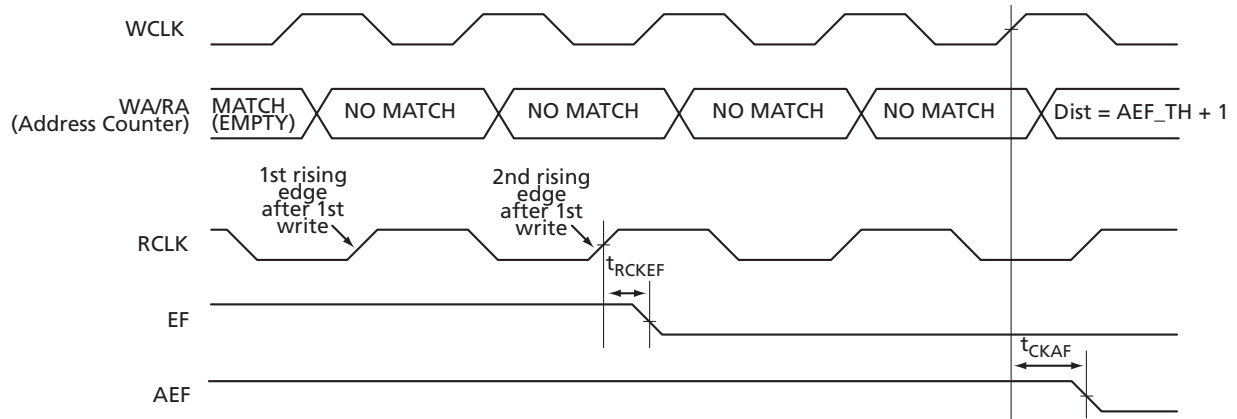 WCLK
WA/RA
(Address Counter)
MATCH
(EMPTY)
NO MATCH
NO MATCH
NO MATCH
NO MATCH
Dist = AEF_TH + 1
1st rising
edge
after 1st
write
2nd rising
edge
after 1st
write
RCLK
tRCKEF
EF
tCKAF
AEF